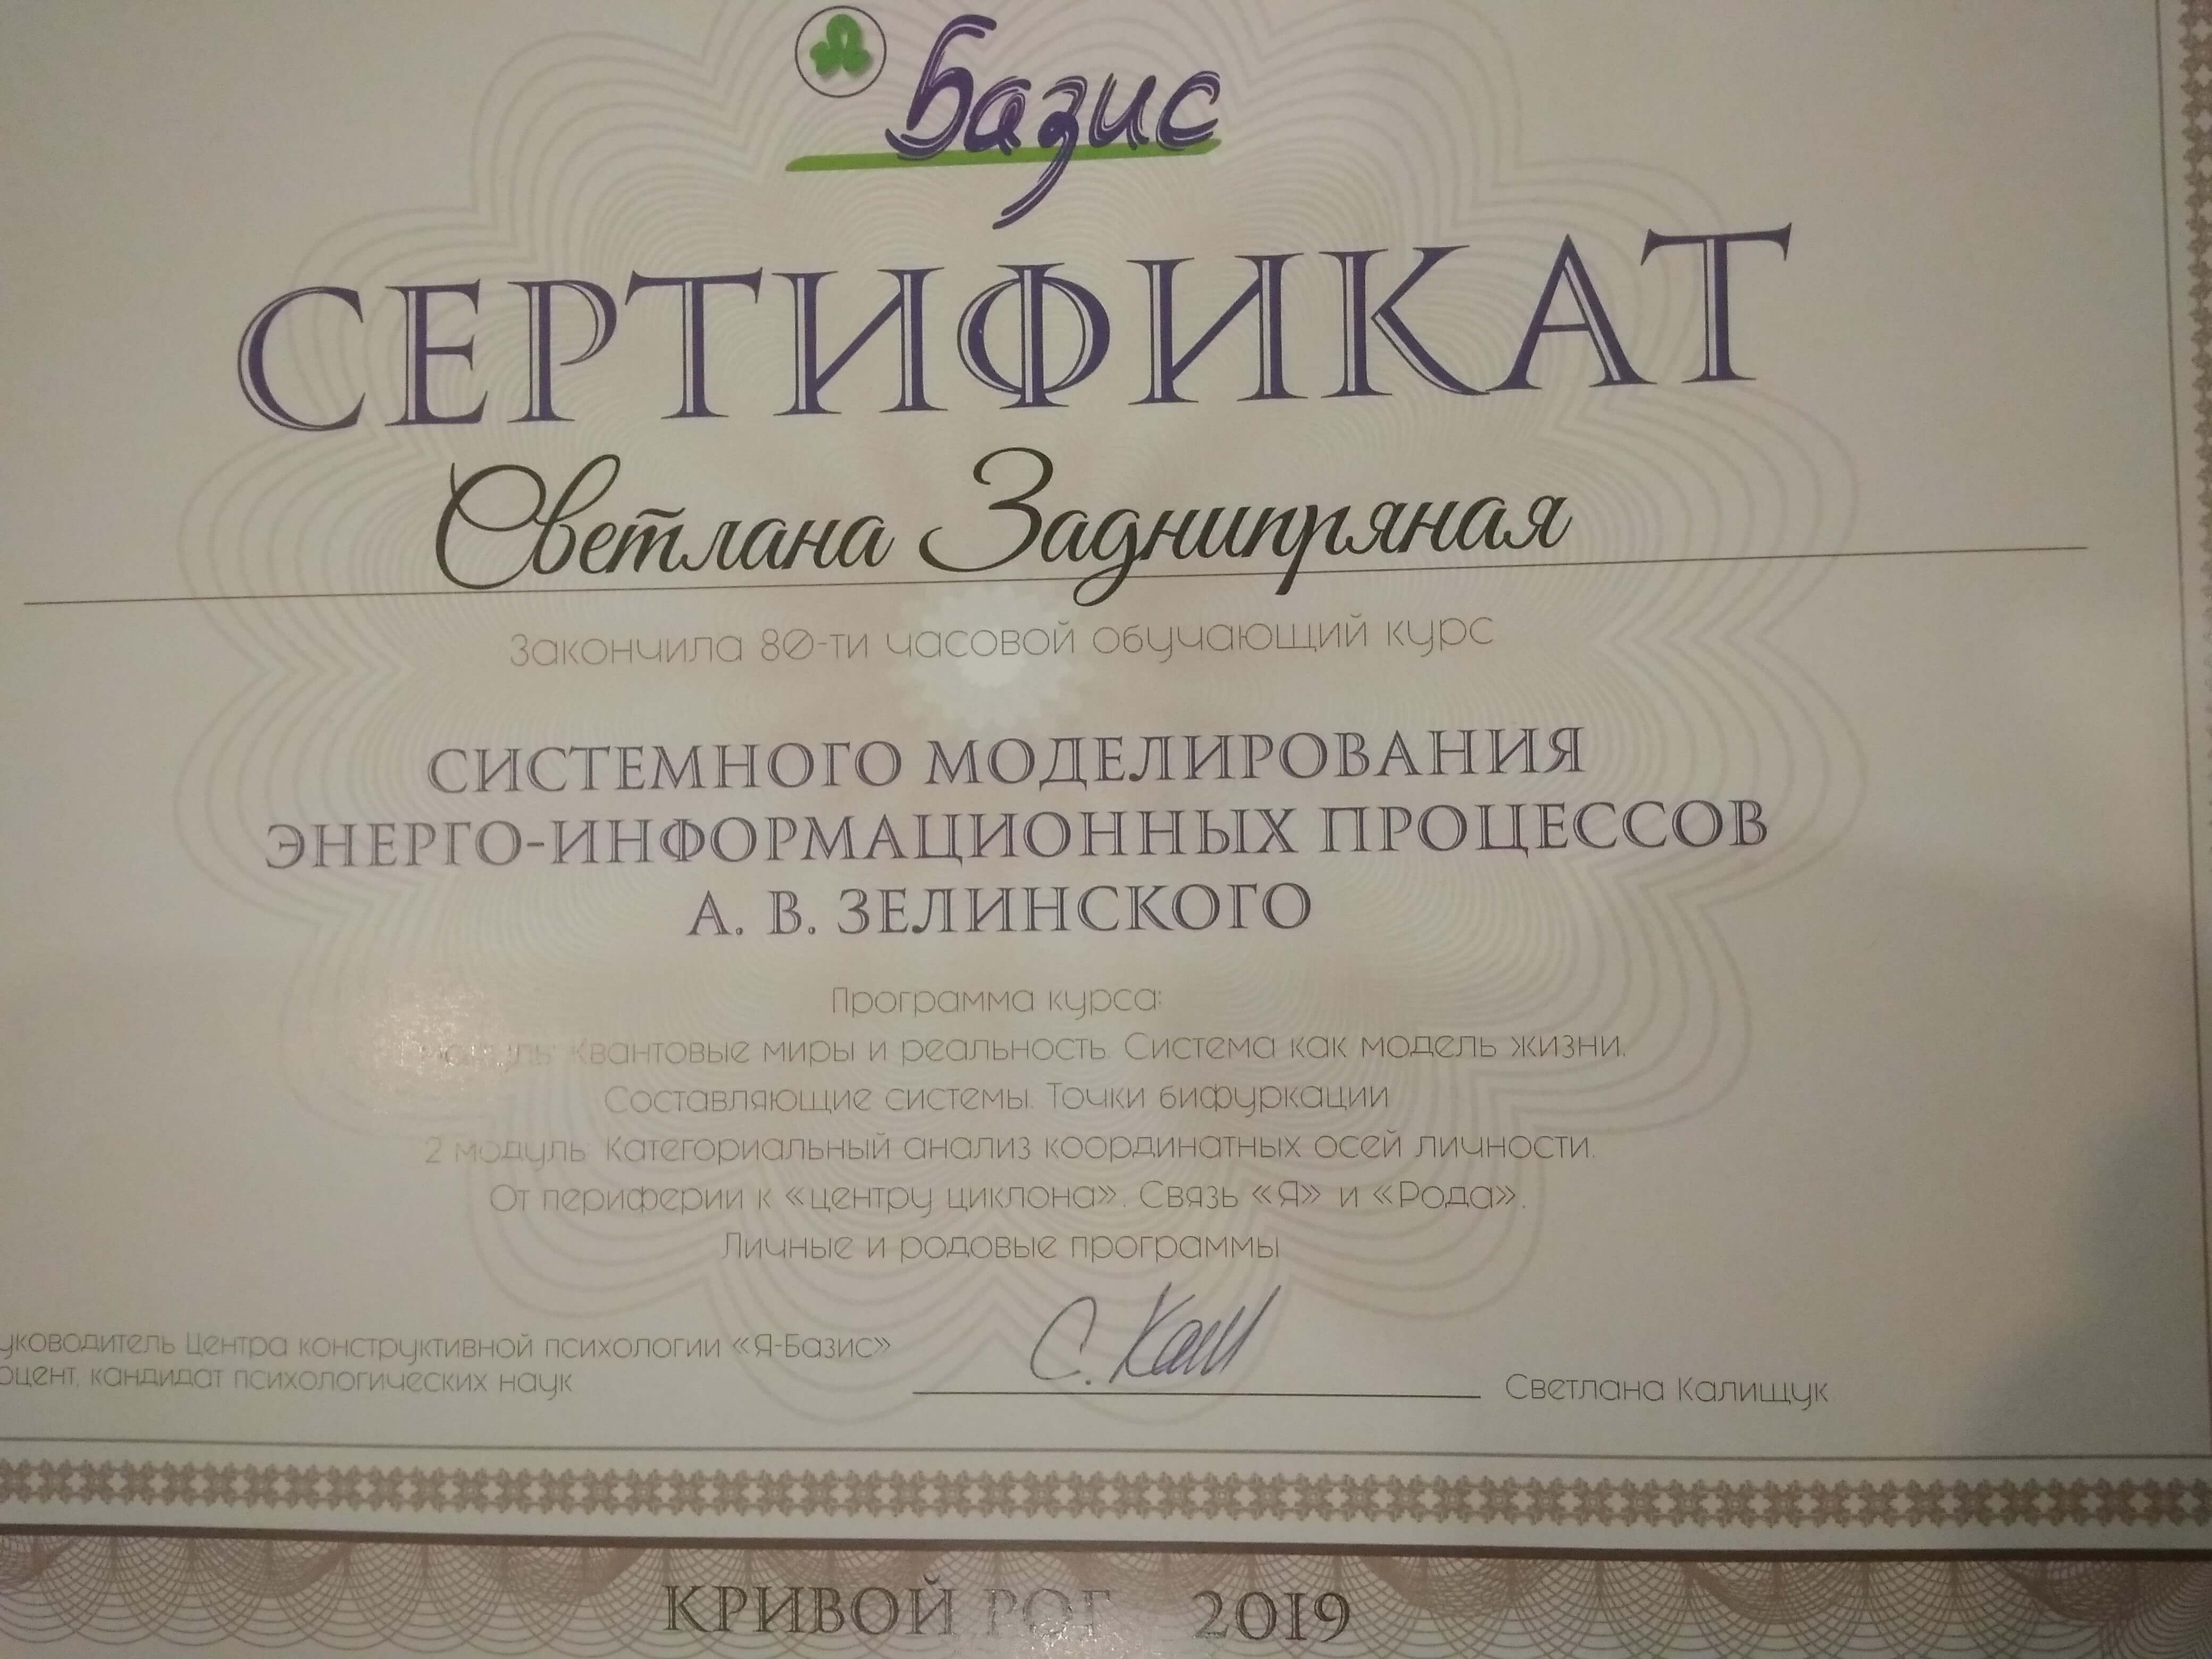 Базис
СЕРТИФИКАТ
Светлана Заднипряная
Закончила 80-ти часовой обучающий курс
СИСТЕМНОГО МОДЕЛИРОВАНИЯ
ЭНЕРГО-ИНФОРМАЦИОННЫХ ПРОЦЕССОВ
А. В. ЗЕЛИНСКОГО
Программа курса:
модуль: Квантовые миры и реальность. Система как модель жизни.
Составляющие системы. Точки бифуркации
2 модуль: Категориальный анализ координатных осей личности.
От периферии к «центру циклона». Связь «Я» и «Рода».
Личные и родовые программы
уководитель Центра конструктивной психологии «Я-Базис»
оцент, кандидат психологических наук
С. Кали
Светлана Калищук
КРИВОЙ РОГ 2019